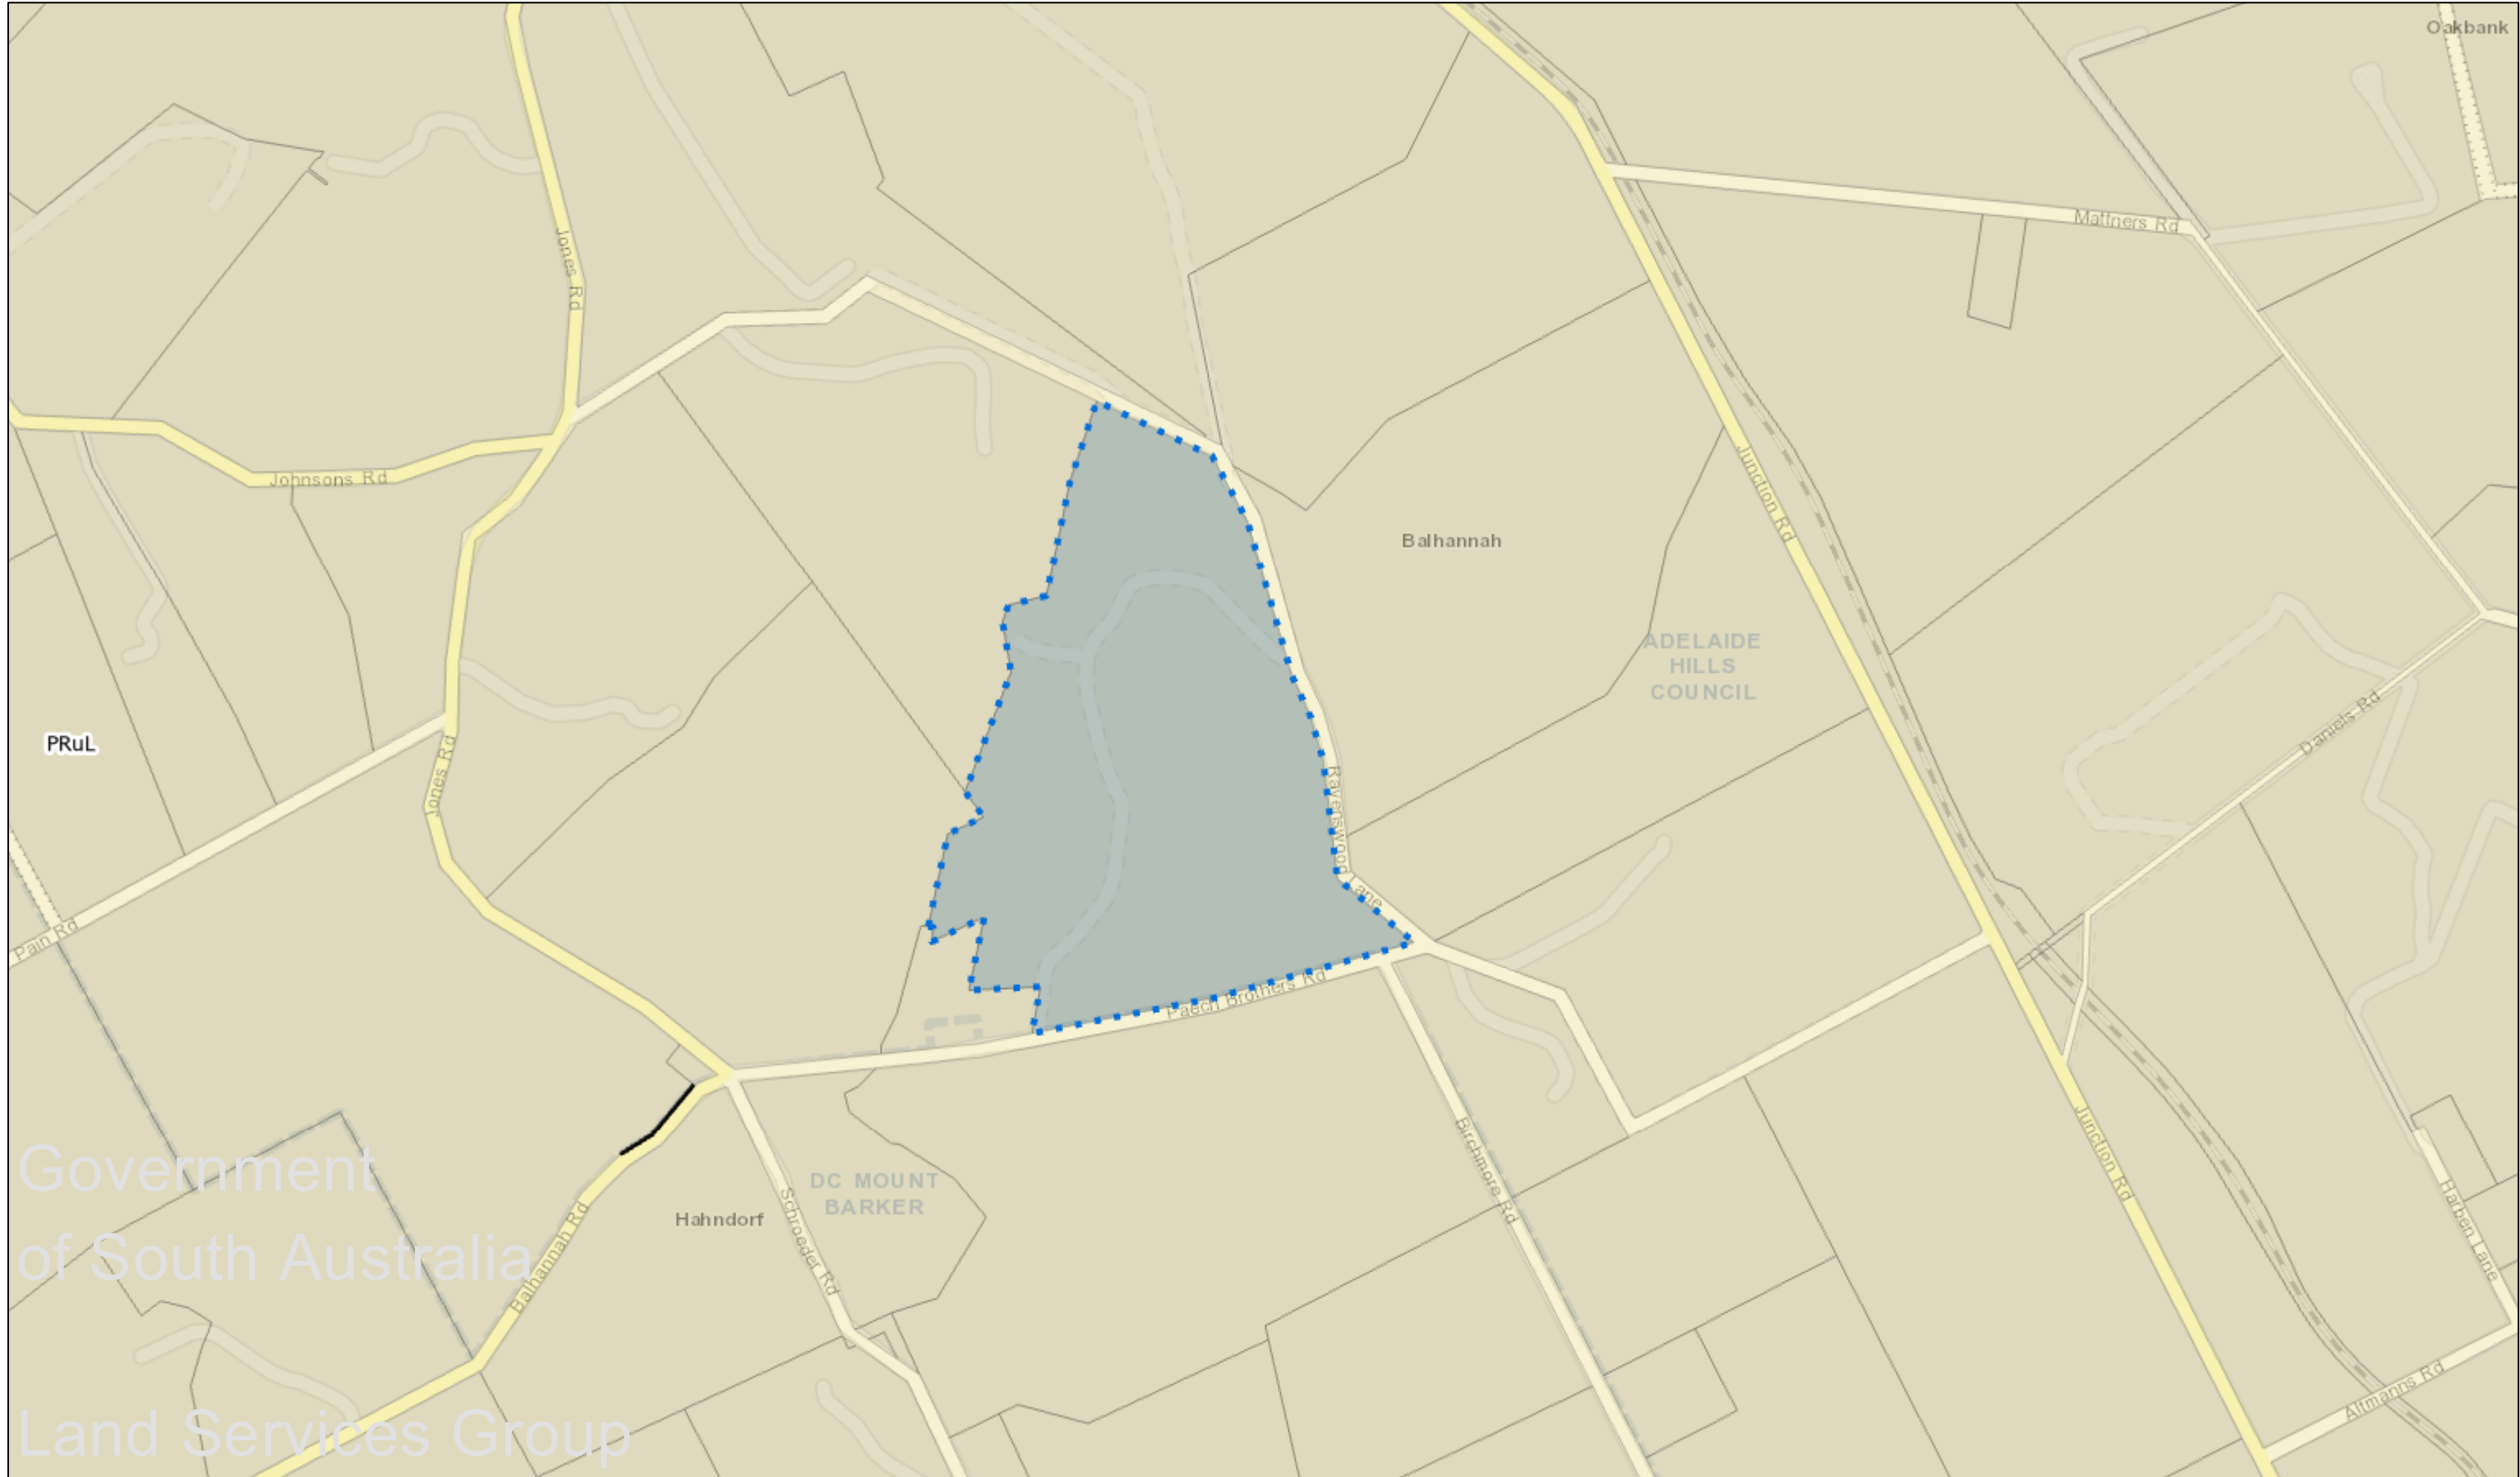 Oakbank
Mattners Rd
Jones Rd
Johnsons Rd
Junction Rd
Balhannah
ADELAIDE
HILLS
COUNCIL
Daniels Rd
PRuL
Jones Rd
Ravenswood Lane
Pain Rd
Paech Brothers Rd
Birchmore Rd
Junction Rd
Government
of South Australia
Land Services Group
DC MOUNT
BARKER
Hahndorf
Schroeder Rd
Balhannah Rd
Harben Lane
Altmanns Rd